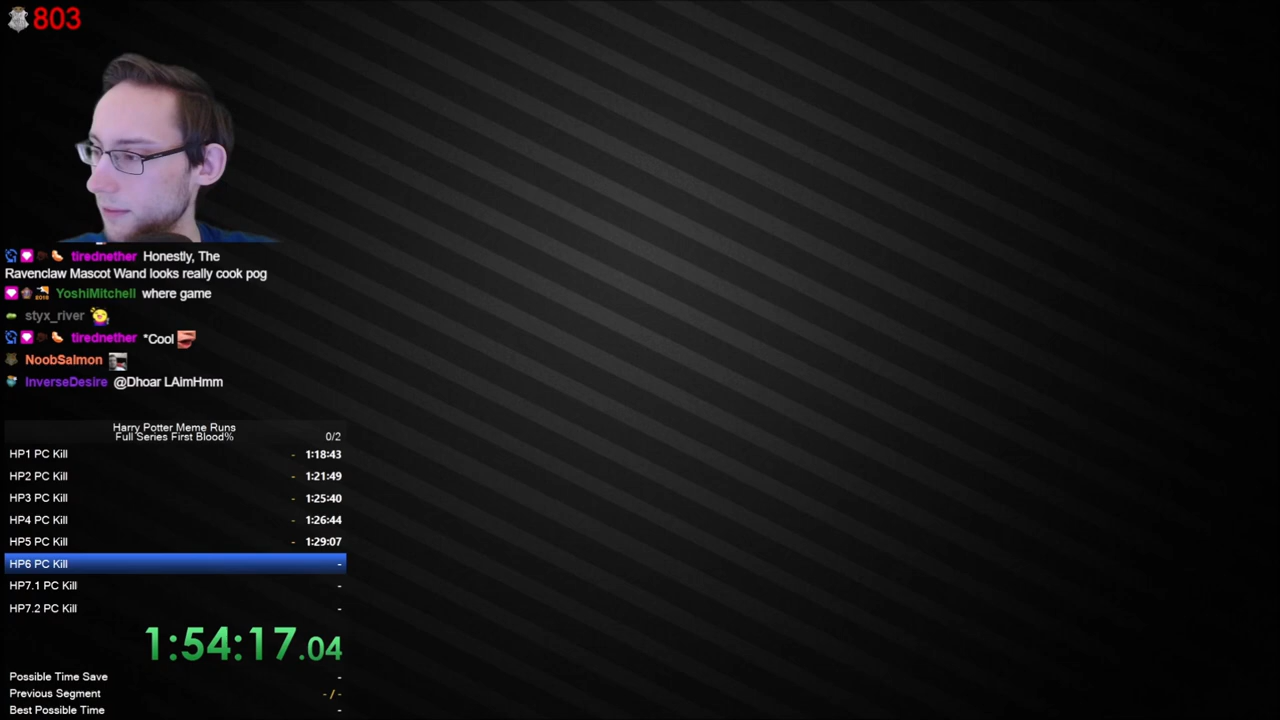 803
tirednether Honestly, The
Ravenclaw Mascot Wand looks really cook pog
YoshiMitchell where game
styx_river
tirednether *Cool
NoobSalmon
InverseDesire @Dhoar LAimHmm
Harry Potter Meme Runs
Full Series First Blood% 0/2
HP1 PC Kill - 1:18:43
HP2 PC Kill - 1:21:49
HP3 PC Kill - 1:25:40
HP4 PC Kill - 1:26:44
HP5 PC Kill - 1:29:07
HP6 PC Kill -
HP7.1 PC Kill -
HP7.2 PC Kill -
1:54:17.04
Possible Time Save -
Previous Segment - / -
Best Possible Time -